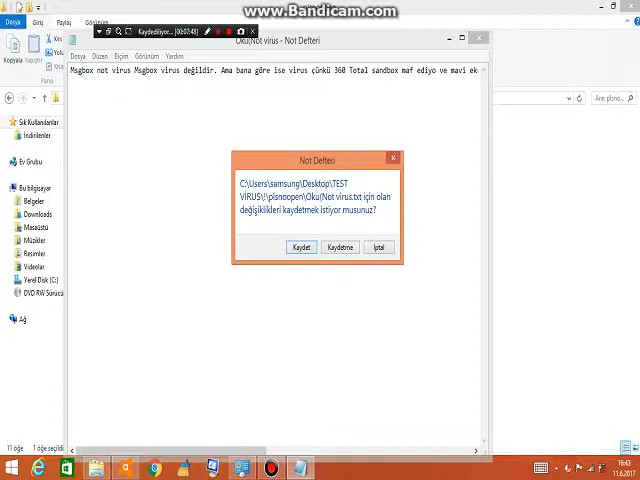 www.Bandicam.com
Kaydediliyor... [00:07:48]
Dosya Giriş Paylaş Görünüm
Oku(Not virus - Not Defteri
Dosya Düzen Biçim Görünüm Yardım
Msgbox not virus Msgbox virus değildir. Ama bana göre ise virus çünkü 360 Total sandbox maf ediyo ve mavi ek
Kopyala Yapıştır
Pano
Ara: plsno...
Sık Kullanılanlar
İndirilenler
Ev Grubu
Bu bilgisayar
Belgeler
Downloads
Masaüstü
Müzikler
Resimler
Videolar
Yerel Disk (C:)
DVD RW Sürücü
Ağ
Not Defteri
C:\Users\samsung\Desktop\TEST
VİRUS\!\plsnoopen\Oku(Not virus.txt için olan
değişiklikleri kaydetmek istiyor musunuz?
Kaydet Kaydetme İptal
11 öğe 1 öğe seçildi
16:43
11.6.2017